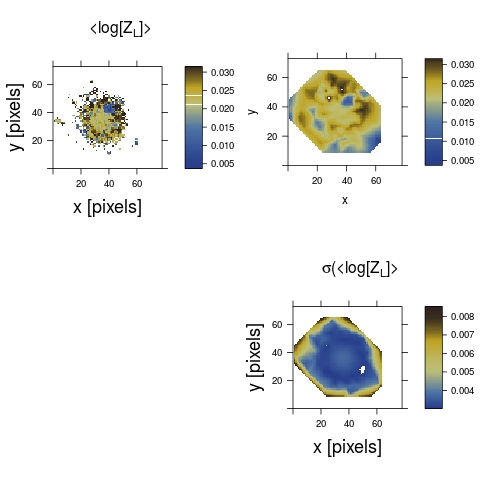 <log[Z_L]>
y [pixels]
60
40
20
20 40 60
x [pixels]
0.030
0.025
0.020
0.015
0.010
0.005
y
60
40
20
20 40 60
x
0.030
0.025
0.020
0.015
0.010
0.005
σ(<log[Z_L]>
y [pixels]
60
40
20
20 40 60
x [pixels]
0.008
0.007
0.006
0.005
0.004